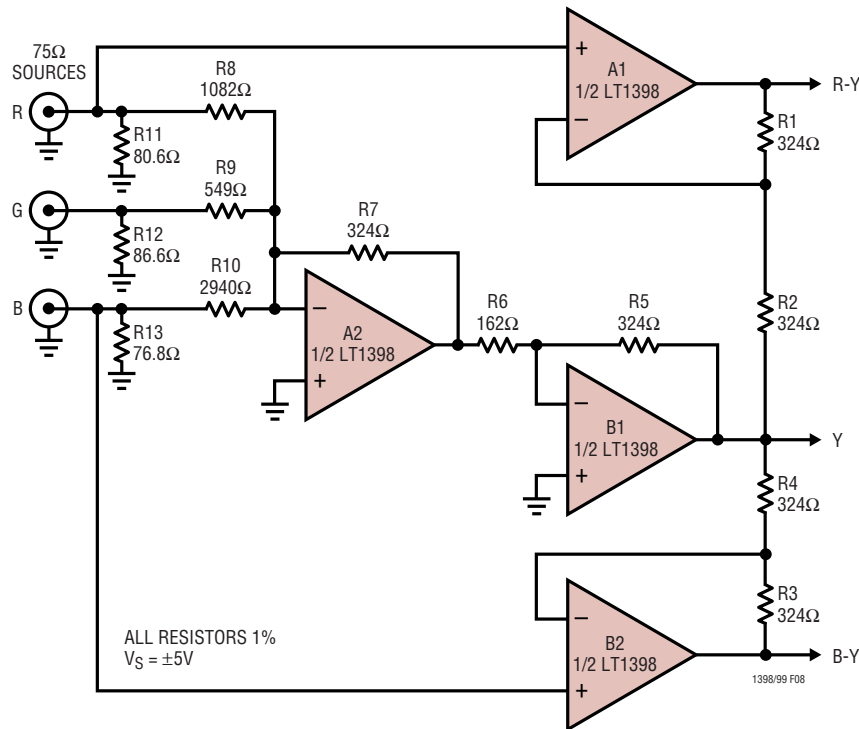 75Ω
SOURCES
R
R8
1082Ω
R11
80.6Ω
+
A1
1/2 LT1398
−
R-Y
R1
324Ω
G
R9
549Ω
R12
86.6Ω
R7
324Ω
B
R10
2940Ω
R13
76.8Ω
−
A2
1/2 LT1398
+
R6
162Ω
R5
324Ω
R2
324Ω
−
B1
1/2 LT1398
+
Y
R4
324Ω
R3
324Ω
−
B2
1/2 LT1398
+
B-Y
ALL RESISTORS 1%
VS = ±5V
1398/99 F08